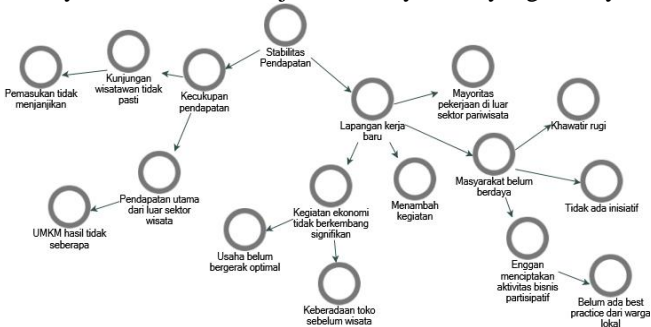 Stabilitas
Pendapatan
Kunjungan
wisatawan tidak
pasti
Pemasukan tidak
menjanjikan
Kecukupan
pendapatan
Mayoritas
pekerjaan di luar
sektor pariwisata
Lapangan kerja
baru
Khawatir rugi
Masyarakat belum
berdaya
Pendapatan utama
dari luar sektor
wisata
UMKM hasil tidak
seberapa
Kegiatan ekonomi
tidak berkembang
signifikan
Menambah
kegiatan
Tidak ada inisiatif
Usaha belum
bergerak optimal
Keberadaan toko
sebelum wisata
Enggan
menciptakan
aktivitas bisnis
partisipatif
Belum ada best
practice dari warga
lokal